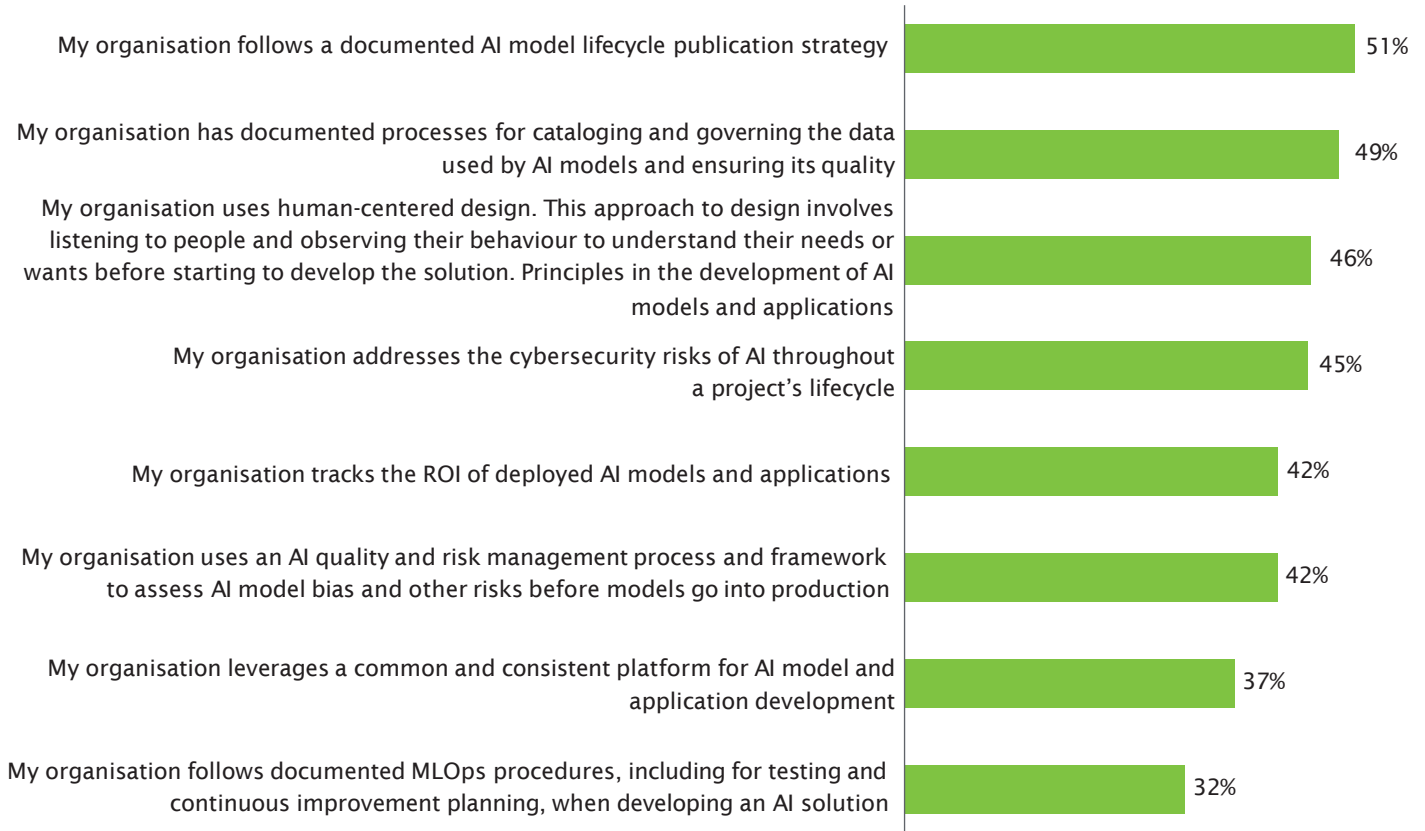 My organisation follows a documented AI model lifecycle publication strategy
51%
My organisation has documented processes for cataloging and governing the data
used by AI models and ensuring its quality
49%
My organisation uses human-centered design. This approach to design involves
listening to people and observing their behaviour to understand their needs or
wants before starting to develop the solution. Principles in the development of AI
models and applications
46%
My organisation addresses the cybersecurity risks of AI throughout
a project’s lifecycle
45%
My organisation tracks the ROI of deployed AI models and applications
42%
My organisation uses an AI quality and risk management process and framework
to assess AI model bias and other risks before models go into production
42%
My organisation leverages a common and consistent platform for AI model and
application development
37%
My organisation follows documented MLOps procedures, including for testing and
continuous improvement planning, when developing an AI solution
32%